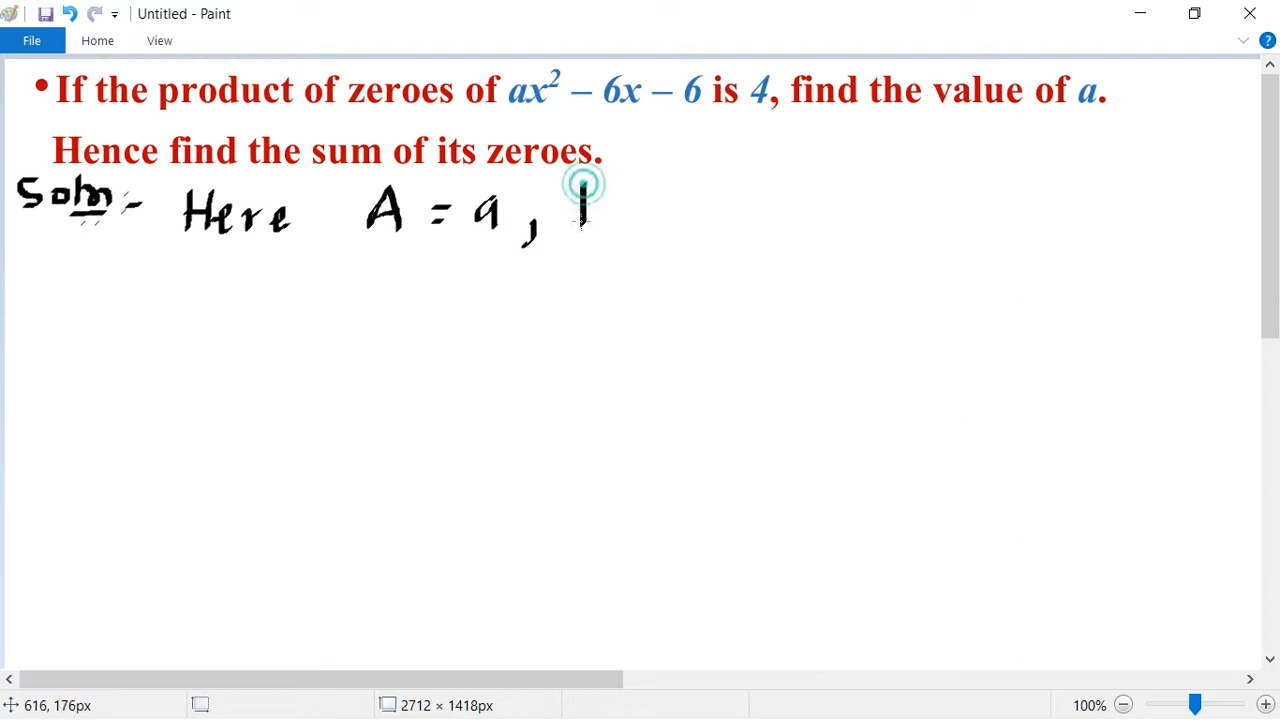 Untitled - Paint
File Home View
• If the product of zeroes of ax² – 6x – 6 is 4, find the value of a.
Hence find the sum of its zeroes.
Soln:- Here A = a ,
616, 176px 2712 × 1418px 100%